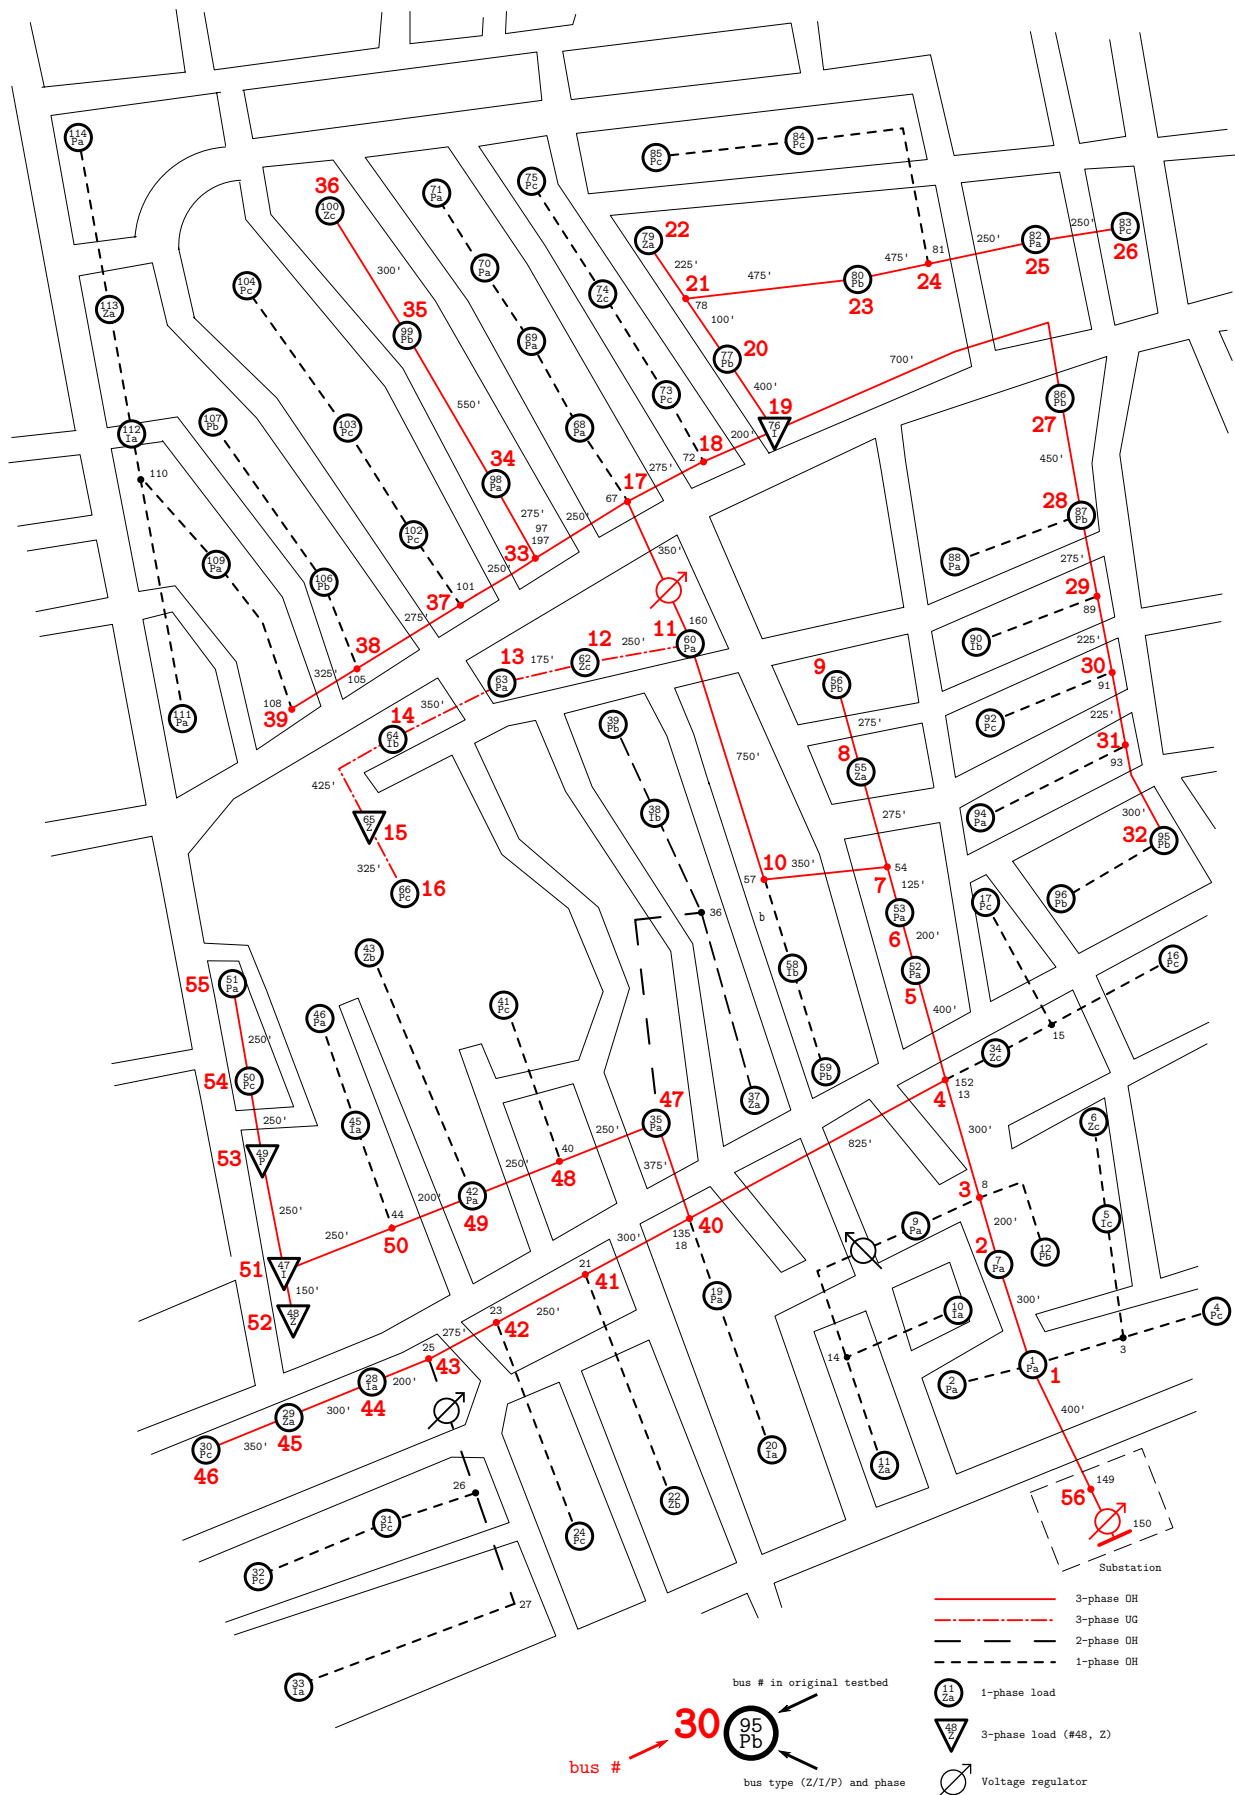 114
Pa
36
100
Zc
71
Pa
75
Pc
85
Pc
84
Pc
79
Za
22
225'
21
78
475'
80
Pb
23
475'
81
24
250'
82
Pa
25
250'
83
Pc
26
113
Za
104
Pc
300'
35
99
Pb
70
Pa
74
Zc
69
Pa
100'
77
Pb
20
400'
19
76
I
700'
86
Pb
27
112
Ia
107
Pb
103
Pc
550'
68
Pa
73
Pc
200'
18
72
275'
17
67
450'
110
34
98
Pa
275'
97
197
250'
28
87
Pb
88
Pa
109
Pa
106
Pb
102
Pc
33
250'
101
37
350'
275'
29
89
38
275'
105
325'
108
39
111
Pa
160
11
60
Pa
250'
12
62
Zc
13
175'
63
Pa
14
350'
64
Ib
425'
65
Z
15
325'
66
Pc
16
9
56
Pb
275'
90
Ib
225'
30
91
92
Pc
225'
31
93
39
Pb
750'
8
55
Za
275'
38
Ib
94
Pa
300'
32
95
Pb
10
57
350'
54
7
125'
53
Pa
6
200'
52
Pa
5
96
Pb
17
Pc
36
b
58
Ib
16
Pc
43
Zb
55
51
Pa
250'
46
Pa
41
Pc
400'
15
34
Zc
54
50
Pc
59
Pb
37
Za
152
13
4
47
35
Pa
250'
45
Ia
250'
40
48
300'
6
Zc
53
49
P
375'
825'
250'
200'
42
Pa
49
8
3
44
50
250'
250'
51
47
I
150'
52
48
Z
40
135
18
300'
9
Pa
200'
2
7
Pa
12
Pb
5
Ic
21
41
19
Pa
300'
10
Ia
4
Pc
3
23
42
250'
275'
25
43
28
Ia
200'
44
14
1
Pa
1
2
Pa
300'
29
Za
45
350'
30
Pc
46
400'
20
Ia
11
Za
26
22
Zb
149
56
150
Substation
31
Pc
24
Pc
32
Pc
27
33
Ia
3-phase OH
3-phase UG
2-phase OH
1-phase OH
11
Za
1-phase load
48
Z
3-phase load (#48, Z)
Voltage regulator
bus # in original testbed
30
95
Pb
bus #
bus type (Z/I/P) and phase